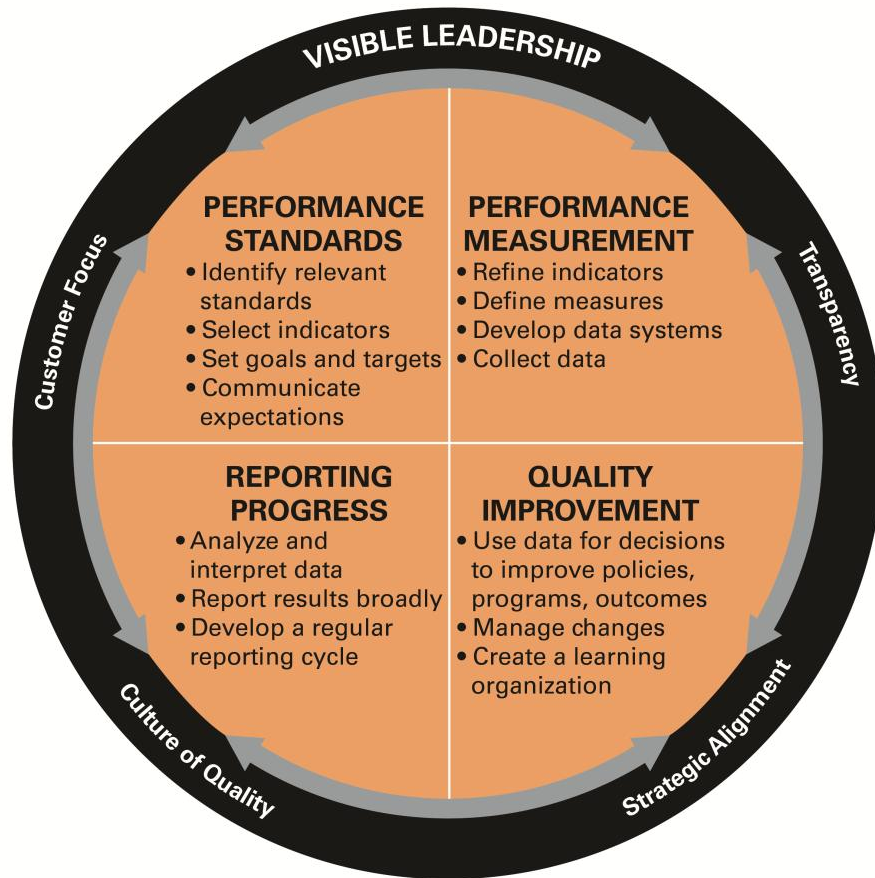 VISIBLE LEADERSHIP
Customer Focus
Transparency
PERFORMANCE
STANDARDS
• Identify relevant
standards
• Select indicators
• Set goals and targets
• Communicate
expectations
PERFORMANCE
MEASUREMENT
• Refine indicators
• Define measures
• Develop data systems
• Collect data
REPORTING
PROGRESS
• Analyze and
interpret data
• Report results broadly
• Develop a regular
reporting cycle
QUALITY
IMPROVEMENT
• Use data for decisions
to improve policies,
programs, outcomes
• Manage changes
• Create a learning
organization
Culture of Quality
Strategic Alignment